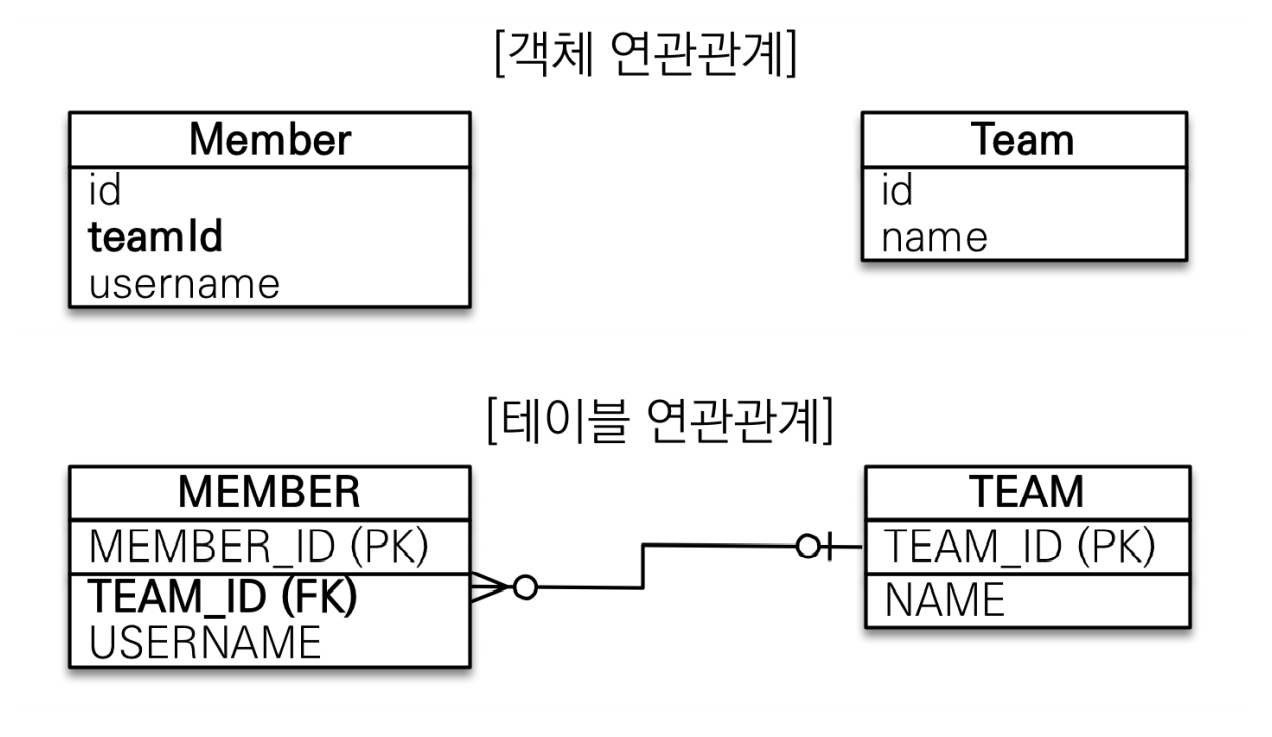 [객체 연관관계]
Member
id
teamId
username
Team
id
name
[테이블 연관관계]
MEMBER
MEMBER_ID (PK)
TEAM_ID (FK)
USERNAME
TEAM
TEAM_ID (PK)
NAME